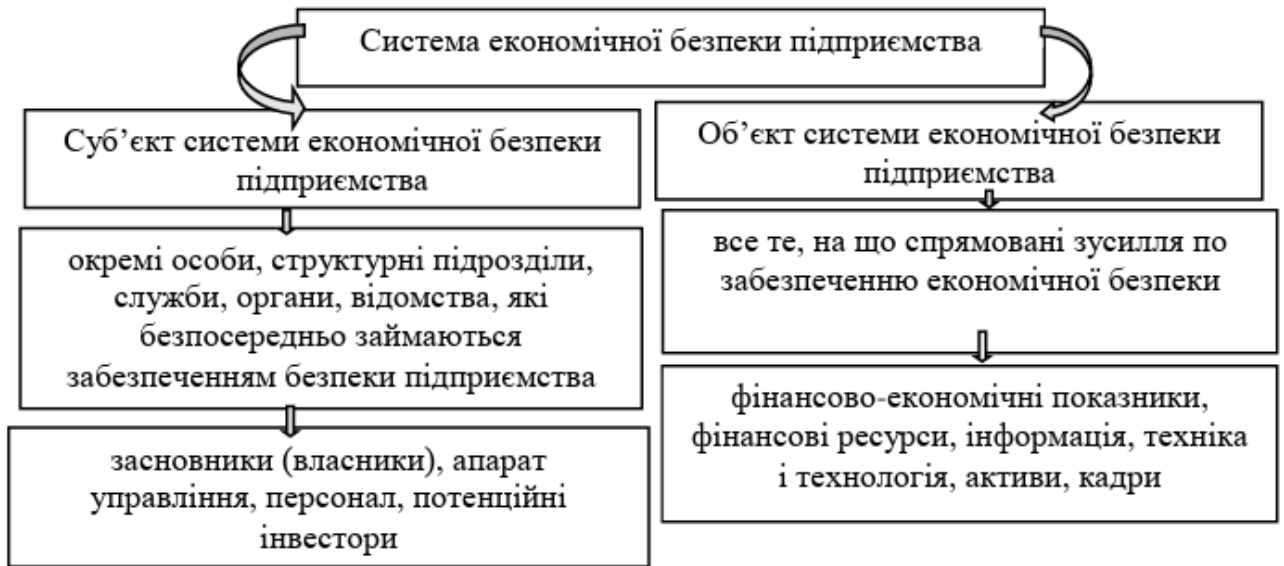 Система економічної безпеки підприємства
Суб’єкт системи економічної безпеки
підприємства
окремі особи, структурні підрозділи,
служби, органи, відомства, які
безпосередньо займаються
забезпеченням безпеки підприємства
засновники (власники), апарат
управління, персонал, потенційні
інвестори
Об’єкт системи економічної безпеки
підприємства
все те, на що спрямовані зусилля по
забезпеченню економічної безпеки
фінансово-економічні показники,
фінансові ресурси, інформація, техніка
і технологія, активи, кадри